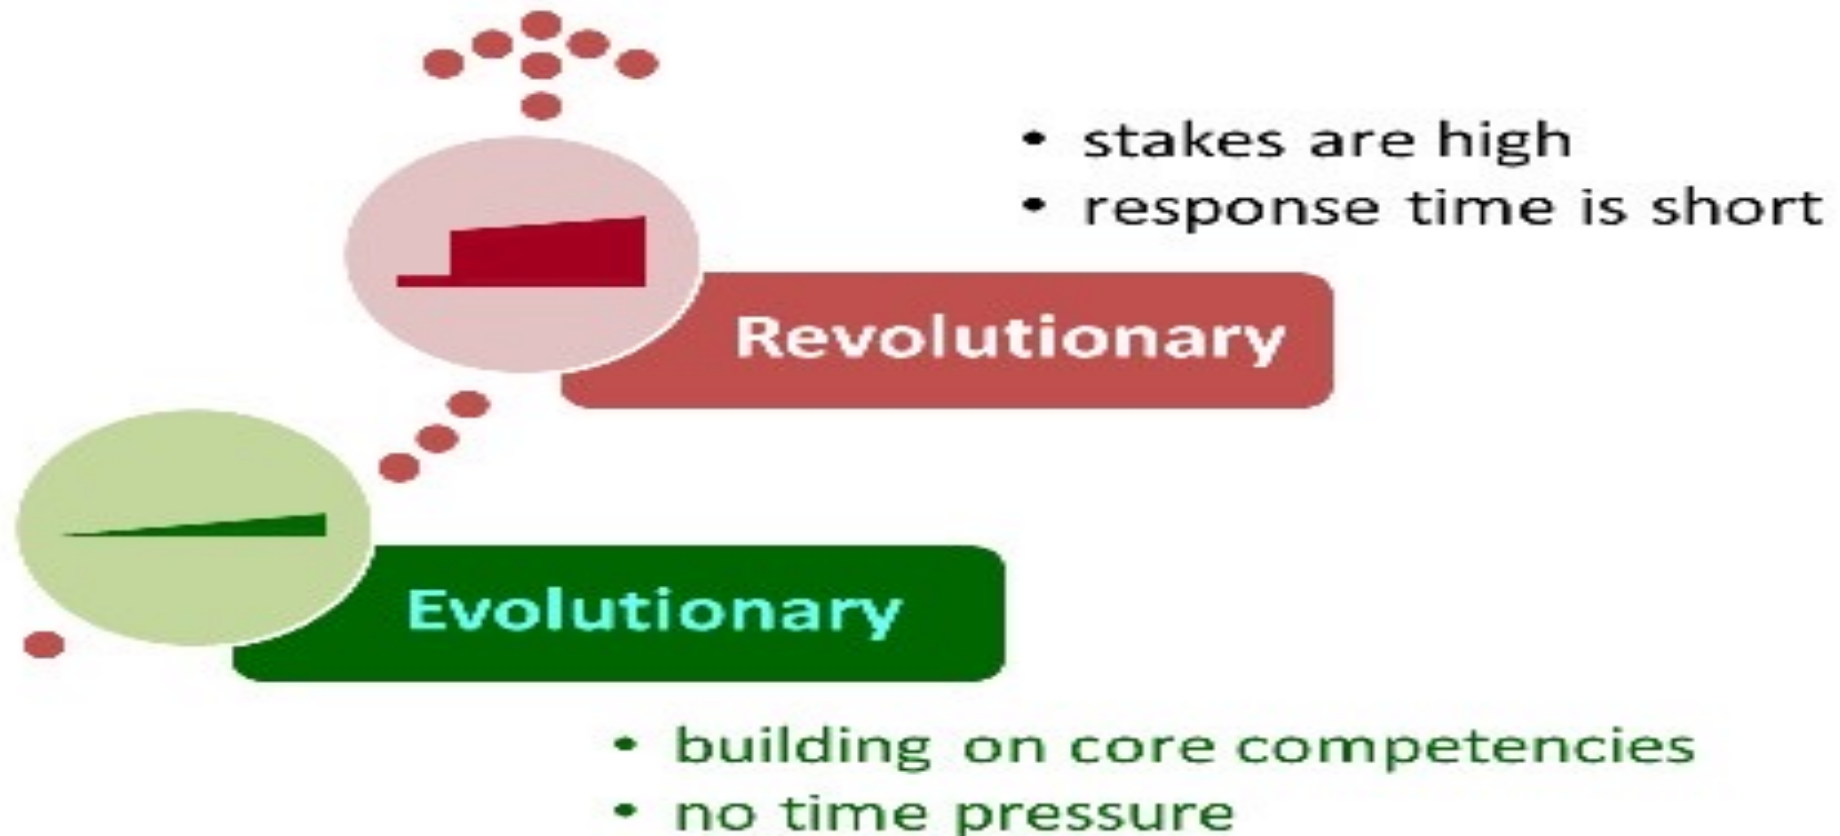 • stakes are high
• response time is short
Revolutionary
Evolutionary
• building on core competencies
• no time pressure